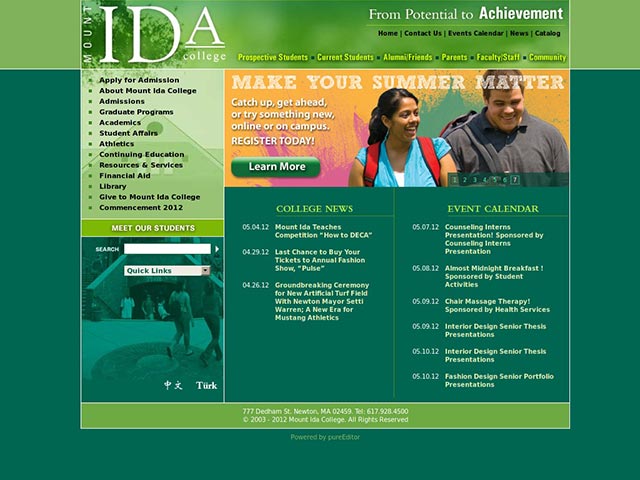 MOUNT
IDA
college
From Potential to Achievement
Home | Contact Us | Events Calendar | News | Catalog
Prospective Students Current Students Alumni/Friends Parents Faculty/Staff Community
Apply for Admission
About Mount Ida College
Admissions
Graduate Programs
Academics
Student Affairs
Athletics
Continuing Education
Resources & Services
Financial Aid
Library
Give to Mount Ida College
Commencement 2012
MEET OUR STUDENTS
SEARCH
Quick Links
中文 Türk
MAKE YOUR SUMMER MATTER
Catch up, get ahead,
or try something new,
online or on campus.
REGISTER TODAY!
Learn More
1 2 3 4 5 6 7
COLLEGE NEWS
05.04.12 Mount Ida Teaches
Competition "How to DECA"
04.29.12 Last Chance to Buy Your
Tickets to Annual Fashion
Show, "Pulse"
04.26.12 Groundbreaking Ceremony
for New Artificial Turf Field
With Newton Mayor Setti
Warren; A New Era for
Mustang Athletics
EVENT CALENDAR
05.07.12 Counseling Interns
Presentation! Sponsored by
Counseling Interns
Presentation
05.08.12 Almost Midnight Breakfast !
Sponsored by Student
Activities
05.09.12 Chair Massage Therapy!
Sponsored by Health Services
05.09.12 Interior Design Senior Thesis
Presentations
05.10.12 Interior Design Senior Thesis
Presentations
05.10.12 Fashion Design Senior Portfolio
Presentations
777 Dedham St. Newton, MA 02459. Tel: 617.928.4500
© 2003 - 2012 Mount Ida College. All Rights Reserved
Powered by pureEditor